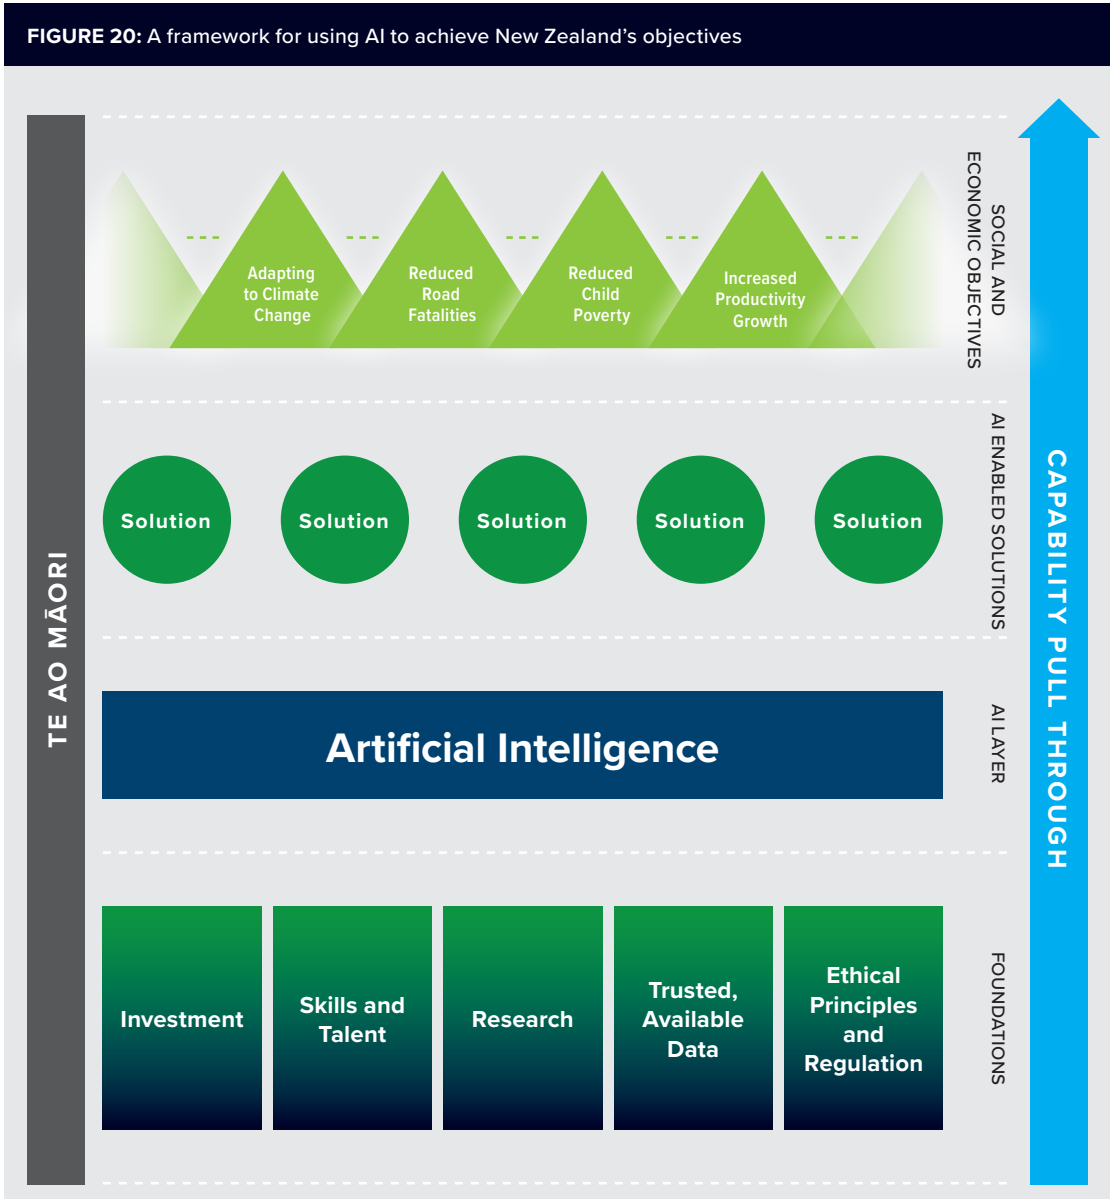 FIGURE 20: A framework for using AI to achieve New Zealand's objectives
TE AO MĀORI
Adapting
to Climate
Change
Reduced
Road
Fatalities
Reduced
Child
Poverty
Increased
Productivity
Growth
SOCIAL AND
ECONOMIC OBJECTIVES
Solution
Solution
Solution
Solution
Solution
AI ENABLED SOLUTIONS
Artificial Intelligence
AI LAYER
Investment
Skills and
Talent
Research
Trusted,
Available
Data
Ethical
Principles
and
Regulation
FOUNDATIONS
CAPABILITY PULL THROUGH